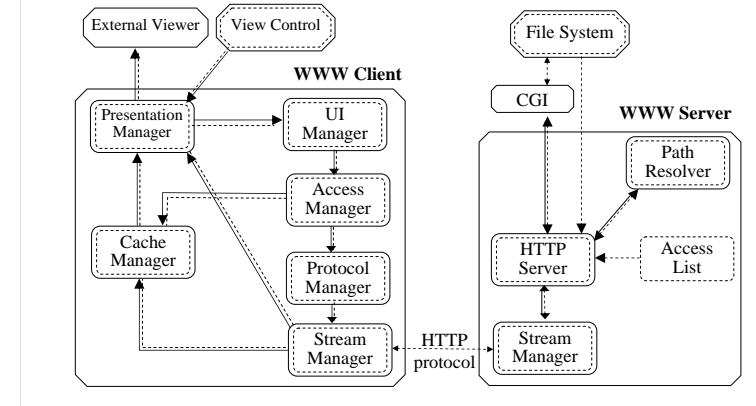 External Viewer
View Control
File System
WWW Client
CGI
WWW Server
Presentation
Manager
UI
Manager
Path
Resolver
Access
Manager
Cache
Manager
HTTP
Server
Access
List
Protocol
Manager
Stream
Manager
HTTP
protocol
Stream
Manager